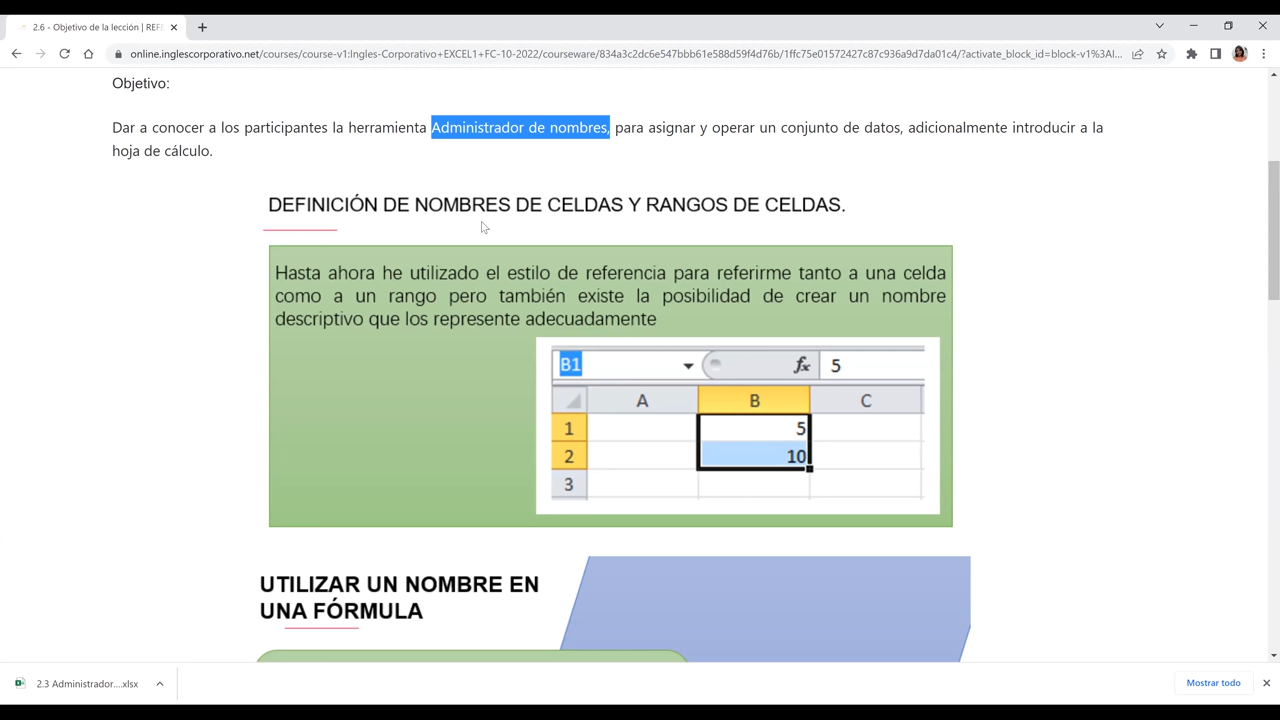 2.6 - Objetivo de la lección | REF
online.inglescorporativo.net/courses/course-v1:Ingles-Corporativo+EXCEL1+FC-10-2022/courseware/834a3c2dc6e547bbb61e588d59f4d76b/1ffc75e01572427c87c936a9d7da01c4/?activate_block_id=block-v1%3AI...
Objetivo:
Dar a conocer a los participantes la herramienta Administrador de nombres, para asignar y operar un conjunto de datos, adicionalmente introducir a la
hoja de cálculo.
DEFINICIÓN DE NOMBRES DE CELDAS Y RANGOS DE CELDAS.
Hasta ahora he utilizado el estilo de referencia para referirme tanto a una celda
como a un rango pero también existe la posibilidad de crear un nombre
descriptivo que los represente adecuadamente
B1 fx 5
A B C
1 5
2 10
3
UTILIZAR UN NOMBRE EN
UNA FÓRMULA
2.3 Administrador....xlsx
Mostrar todo